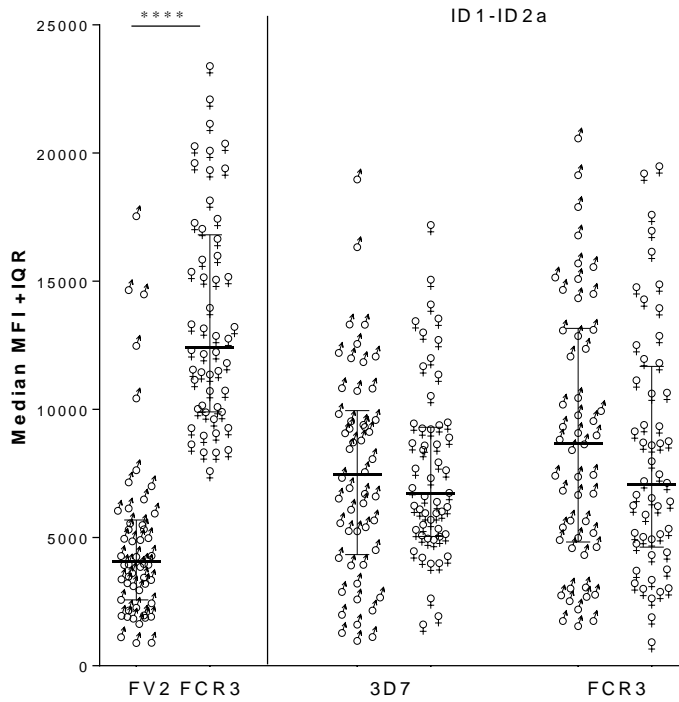 ****
ID1-ID2a
25000
20000
15000
10000
5000
0
Median MFI +IQR
FV2 FCR3
3D7
FCR3